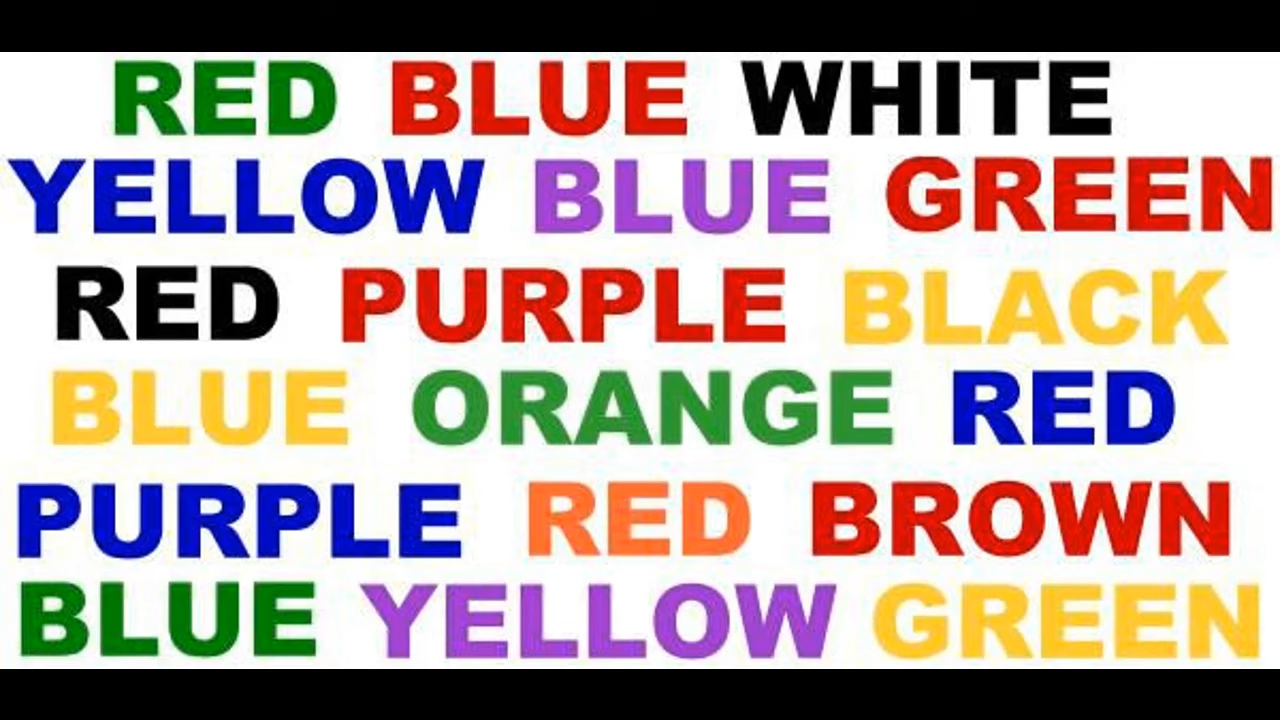 RED BLUE WHITE
YELLOW BLUE GREEN
RED PURPLE BLACK
BLUE ORANGE RED
PURPLE RED BROWN
BLUE YELLOW GREEN